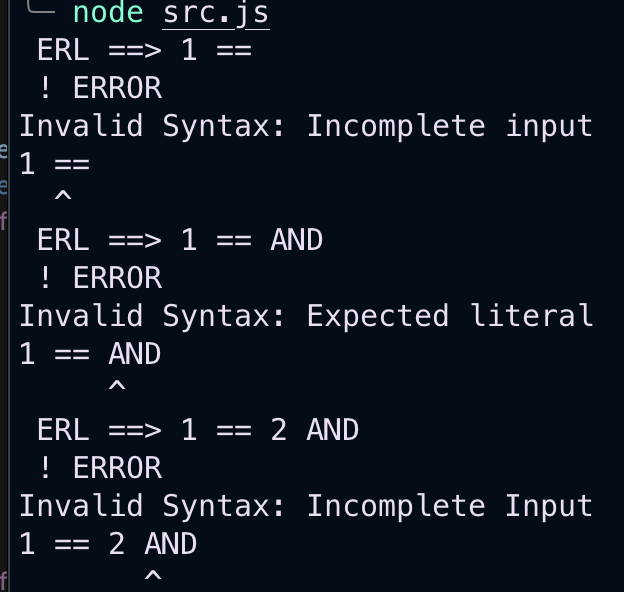 ╰─ node src.js
ERL ==> 1 ==
! ERROR
Invalid Syntax: Incomplete input
1 ==
  ^
ERL ==> 1 == AND
! ERROR
Invalid Syntax: Expected literal
1 == AND
     ^
ERL ==> 1 == 2 AND
! ERROR
Invalid Syntax: Incomplete Input
1 == 2 AND
       ^